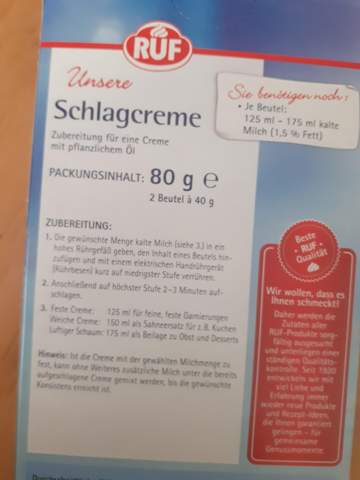 RUF
Unsere
Schlagcreme
Zubereitung für eine Creme
mit pflanzlichem Öl
PACKUNGSINHALT: 80 g e
2 Beutel à 40 g
Sie benötigen noch:
• Je Beutel:
125 ml – 175 ml kalte
Milch (1,5 % Fett)
ZUBEREITUNG:
1. Die gewünschte Menge kalte Milch (siehe 3.) in ein
hohes Rührgefäß geben, den Inhalt eines Beutels hin-
zufügen und mit einem elektrischen Handrührgerät
(Rührbesen) kurz auf niedrigster Stufe verrühren.
2. Anschließend auf höchster Stufe 2–3 Minuten auf-
schlagen.
3. Feste Creme: 125 ml für feine, feste Garnierungen
Weiche Creme: 150 ml als Sahneersatz für z.B. Kuchen
Luftiger Schaum: 175 ml als Beilage zu Obst und Desserts
Hinweis: Ist die Creme mit der gewählten Milchmenge zu
fest, kann ohne Weiteres zusätzliche Milch unter die bereits
aufgeschlagene Creme gemixt werden, bis die gewünschte
Konsistenz erreicht ist.
Beste
• RUF •
Qualität
Wir wollen, dass es
Ihnen schmeckt!
Daher werden die
Zutaten aller
RUF-Produkte sorg-
fältig ausgesucht
und unterliegen einer
ständigen Qualitäts-
kontrolle. Seit 1920
entwickeln wir mit
viel Liebe und
Erfahrung immer
wieder neue Produkte
und Rezept-Ideen,
die Ihnen garantiert
gelingen – für
gemeinsame
Genussmomente.